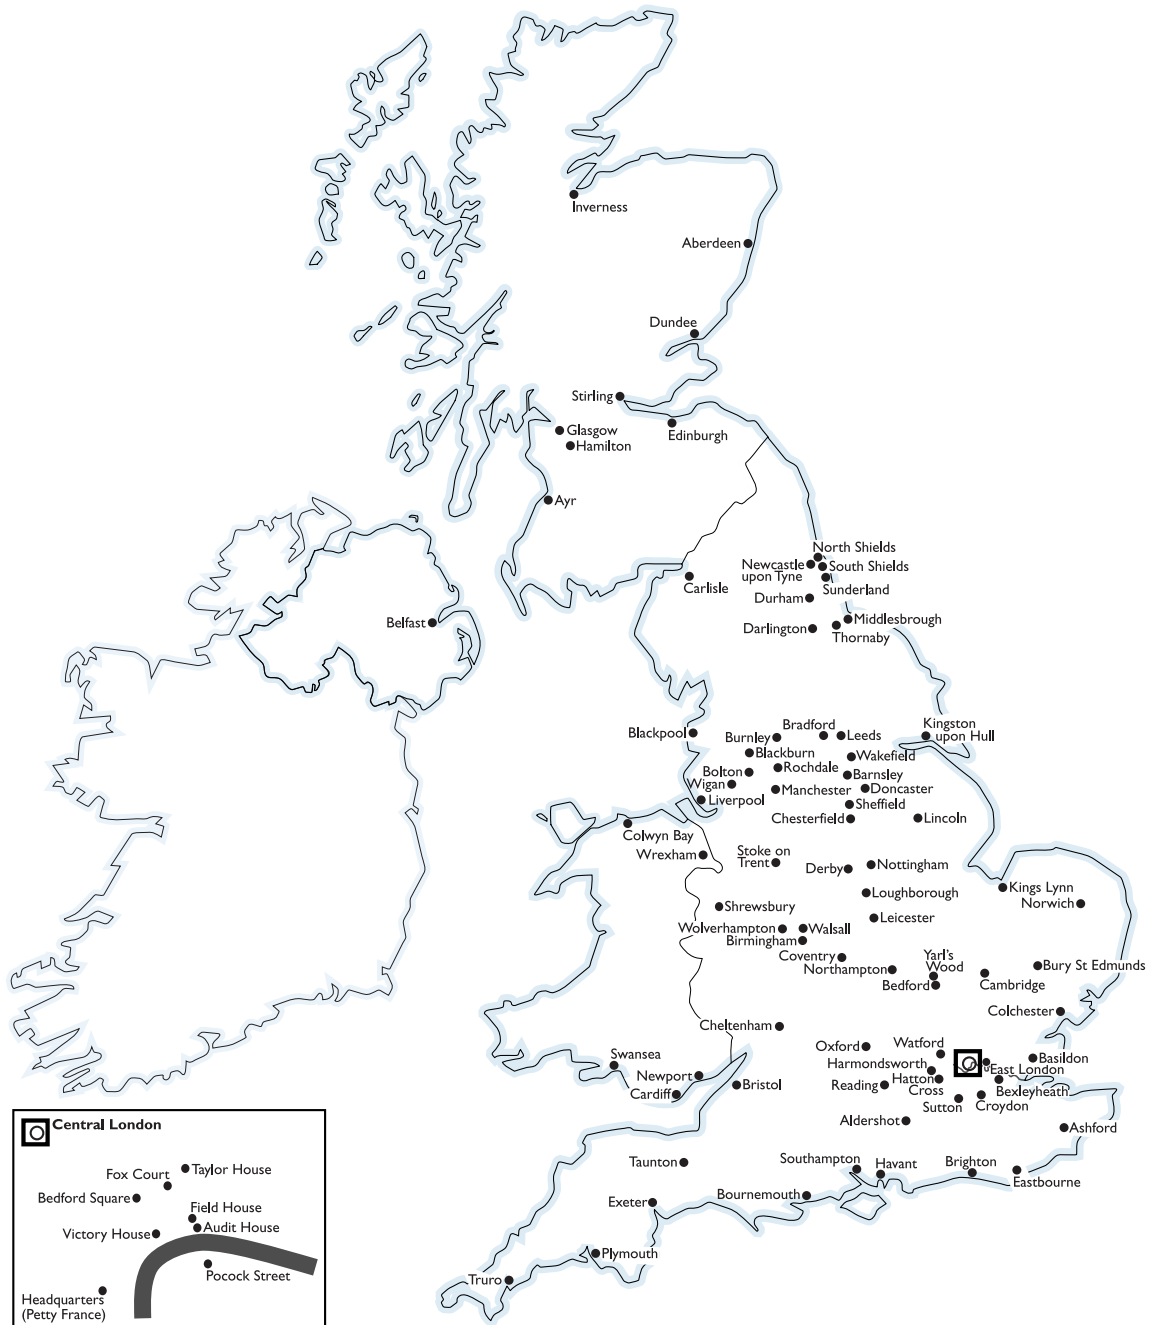 Inverness
Aberdeen
Dundee
Stirling
Edinburgh
Glasgow
Hamilton
Ayr
North Shields
Newcastle
upon Tyne
South Shields
Carlisle
Sunderland
Durham
Belfast
Middlesbrough
Darlington
Thornaby
Blackpool
Burnley
Bradford
Leeds
Kingston
upon Hull
Blackburn
Wakefield
Bolton
Rochdale
Barnsley
Wigan
Manchester
Doncaster
Liverpool
Sheffield
Chesterfield
Lincoln
Colwyn Bay
Wrexham
Stoke on
Trent
Derby
Nottingham
Kings Lynn
Loughborough
Norwich
Shrewsbury
Leicester
Wolverhampton
Walsall
Birmingham
Coventry
Northampton
Yarl's
Wood
Bedford
Bury St Edmunds
Cambridge
Colchester
Cheltenham
Oxford
Watford
Swansea
Harmondsworth
Basildon
East London
Newport
Bristol
Reading
Hatton
Cross
Bexleyheath
Cardiff
Sutton
Croydon
Aldershot
Ashford
Taunton
Southampton
Havant
Brighton
Eastbourne
Exeter
Bournemouth
Plymouth
Truro
Central London
Fox Court
Taylor House
Bedford Square
Field House
Victory House
Audit House
Pocock Street
Headquarters
(Petty France)